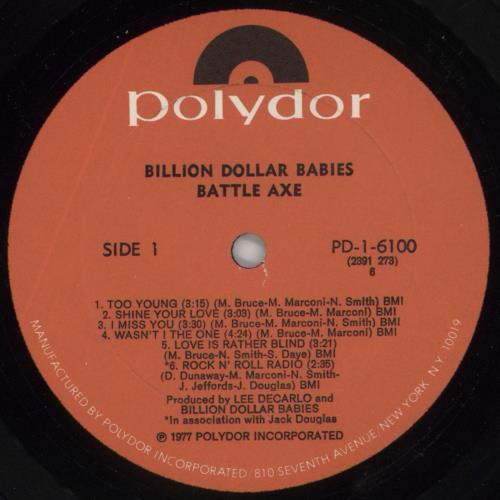 polydor
BILLION DOLLAR BABIES
BATTLE AXE
SIDE 1
PD-1-6100
(2391 273)
6
1. TOO YOUNG (3:15) (M. Bruce-M. Marconi-N. Smith) BMI
2. SHINE YOUR LOVE (3:03) (M. Bruce-M. Marconi) BMI
3. I MISS YOU (3:30) (M. Bruce-M. Marconi-N. Smith) BMI
4. WASN'T I THE ONE (4:24) (M. Bruce-M. Marconi) BMI
5. LOVE IS RATHER BLIND (3:21)
(M. Bruce-N. Smith-S. Daye) BMI
*6. ROCK N' ROLL RADIO (2:35)
(D. Dunaway-M. Marconi-N. Smith-
J. Jeffords-J. Douglas) BMI
Produced by LEE DECARLO and
BILLION DOLLAR BABIES
*In association with Jack Douglas
℗ 1977 POLYDOR INCORPORATED
MANUFACTURED BY POLYDOR INCORPORATED/810 SEVENTH AVENUE/NEW YORK, N.Y. 10019